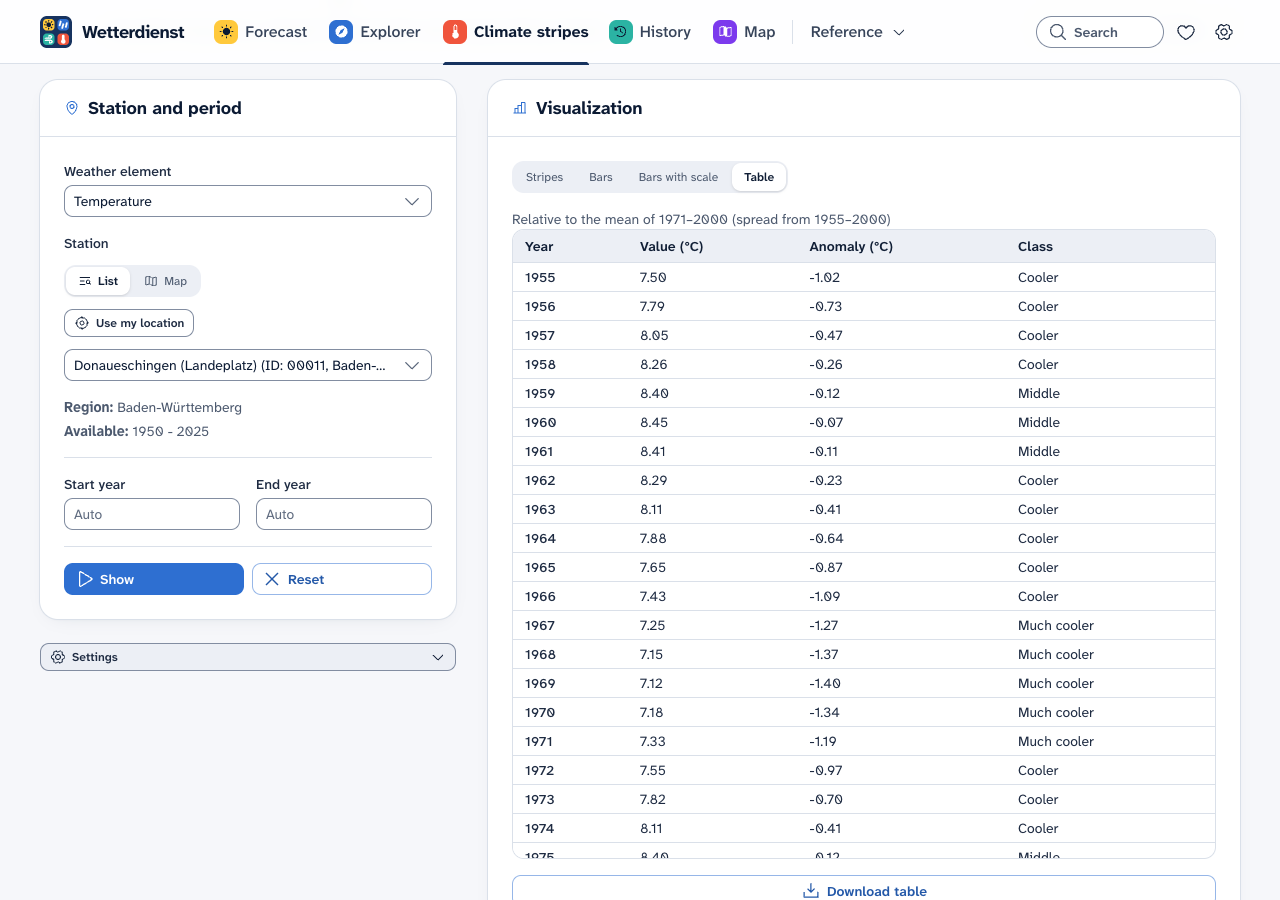 Wetterdienst Forecast Explorer Climate stripes History Map Reference Search
Station and period
Weather element
Temperature
Station
List Map
Use my location
Donaueschingen (Landeplatz) (ID: 00011, Baden-...
Region: Baden-Württemberg
Available: 1950 - 2025
Start year End year
Auto Auto
Show Reset
Settings
Visualization
Stripes Bars Bars with scale Table
Relative to the mean of 1971–2000 (spread from 1955–2000)
Year Value (°C) Anomaly (°C) Class
1955 7.50 -1.02 Cooler
1956 7.79 -0.73 Cooler
1957 8.05 -0.47 Cooler
1958 8.26 -0.26 Cooler
1959 8.40 -0.12 Middle
1960 8.45 -0.07 Middle
1961 8.41 -0.11 Middle
1962 8.29 -0.23 Cooler
1963 8.11 -0.41 Cooler
1964 7.88 -0.64 Cooler
1965 7.65 -0.87 Cooler
1966 7.43 -1.09 Cooler
1967 7.25 -1.27 Much cooler
1968 7.15 -1.37 Much cooler
1969 7.12 -1.40 Much cooler
1970 7.18 -1.34 Much cooler
1971 7.33 -1.19 Much cooler
1972 7.55 -0.97 Cooler
1973 7.82 -0.70 Cooler
1974 8.11 -0.41 Cooler
1975 8.40 -0.12 Middle
Download table